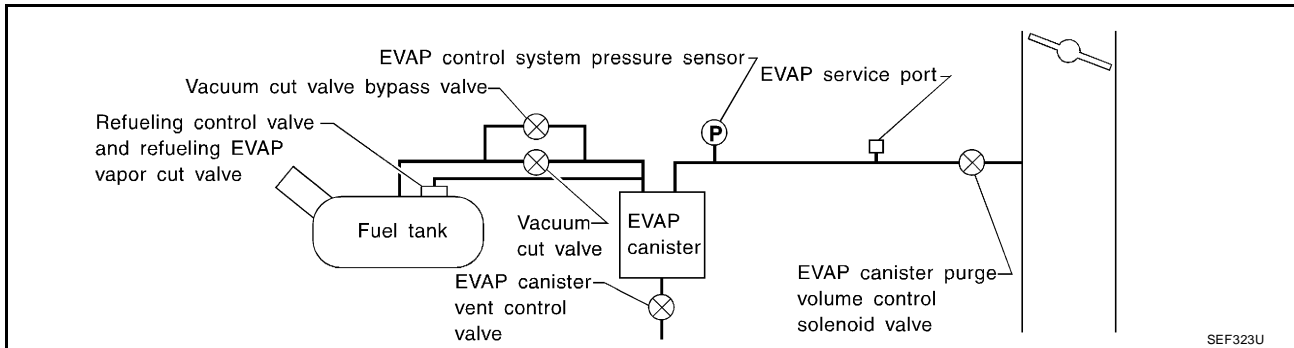 EVAP control system pressure sensor
EVAP service port
Vacuum cut valve bypass valve
Refueling control valve
and refueling EVAP
vapor cut valve
P
Fuel tank
Vacuum
cut valve
EVAP
canister
EVAP canister
vent control
valve
EVAP canister purge
volume control
solenoid valve
SEF323U